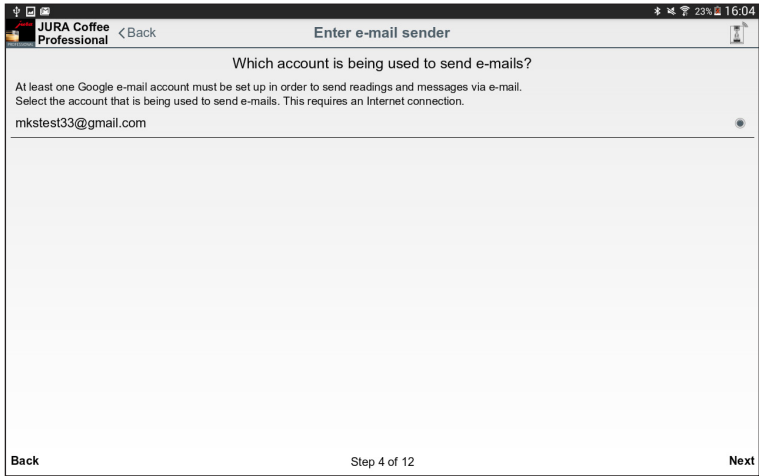 23% 16:04
JURA Coffee
Professional
Back
Enter e-mail sender
Which account is being used to send e-mails?
At least one Google e-mail account must be set up in order to send readings and messages via e-mail.
Select the account that is being used to send e-mails. This requires an Internet connection.
mkstest33@gmail.com
Back Step 4 of 12 Next